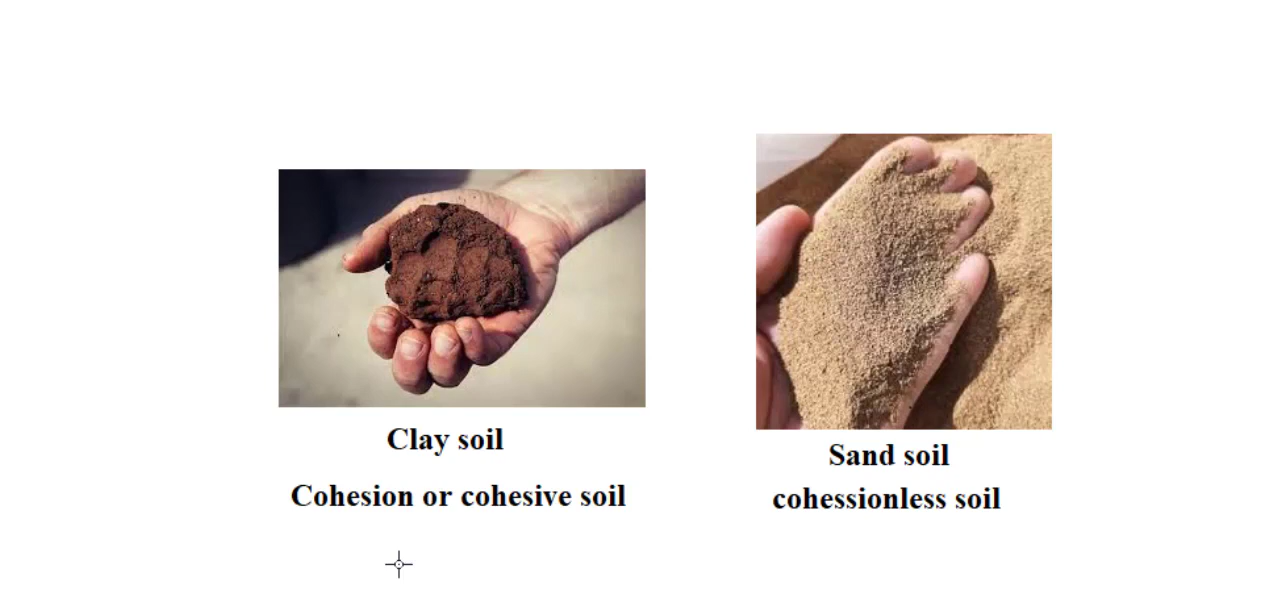 Clay soil
Cohesion or cohesive soil
Sand soil
cohessionless soil